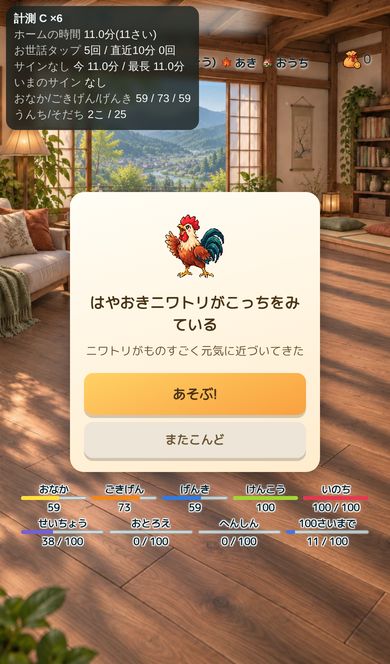 計測 C ×6
ホームの時間 11.0分(11さい)
お世話タップ 5回 / 直近10分 0回
サインなし 今 11.0分 / 最長 11.0分
いまのサイン なし
おなか/ごきげん/げんき 59 / 73 / 59
うんち/そだち 2こ / 25
う) あき おうち
0
はやおきニワトリがこっちをみ
ている
ニワトリがものすごく元気に近づいてきた
あそぶ!
またこんど
おなか ごきげん げんき けんこう いのち
59 73 59 100 100 / 100
せいちょう おとろえ へんしん 100さいまで
38 / 100 0 / 100 0 / 100 11 / 100